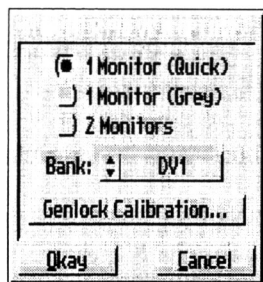 1 Monitor (Quick)
1 Monitor (Grey)
2 Monitors
Bank: DV1
Genlock Calibration...
Okay Cancel